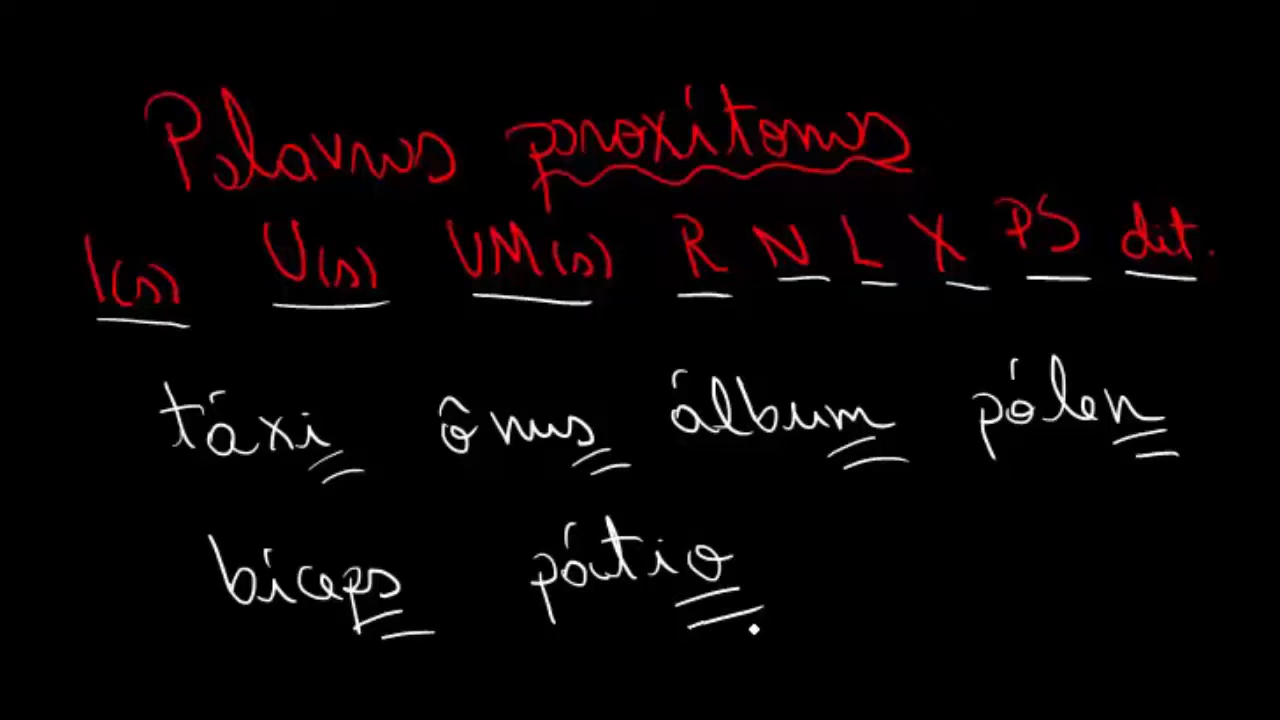 Palavras paroxítonas
I(s) U(s) UM(s) R N L X PS dit.
táxi ônus álbum pólen
bíceps pátio